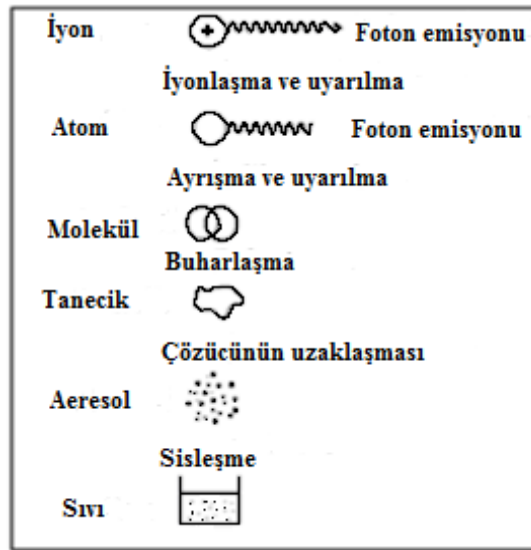 İyon Foton emisyonu
İyonlaşma ve uyarılma
Atom Foton emisyonu
Ayrışma ve uyarılma
Molekül
Buharlaşma
Tanecik
Çözücünün uzaklaşması
Aeresol
Sisleşme
Sıvı